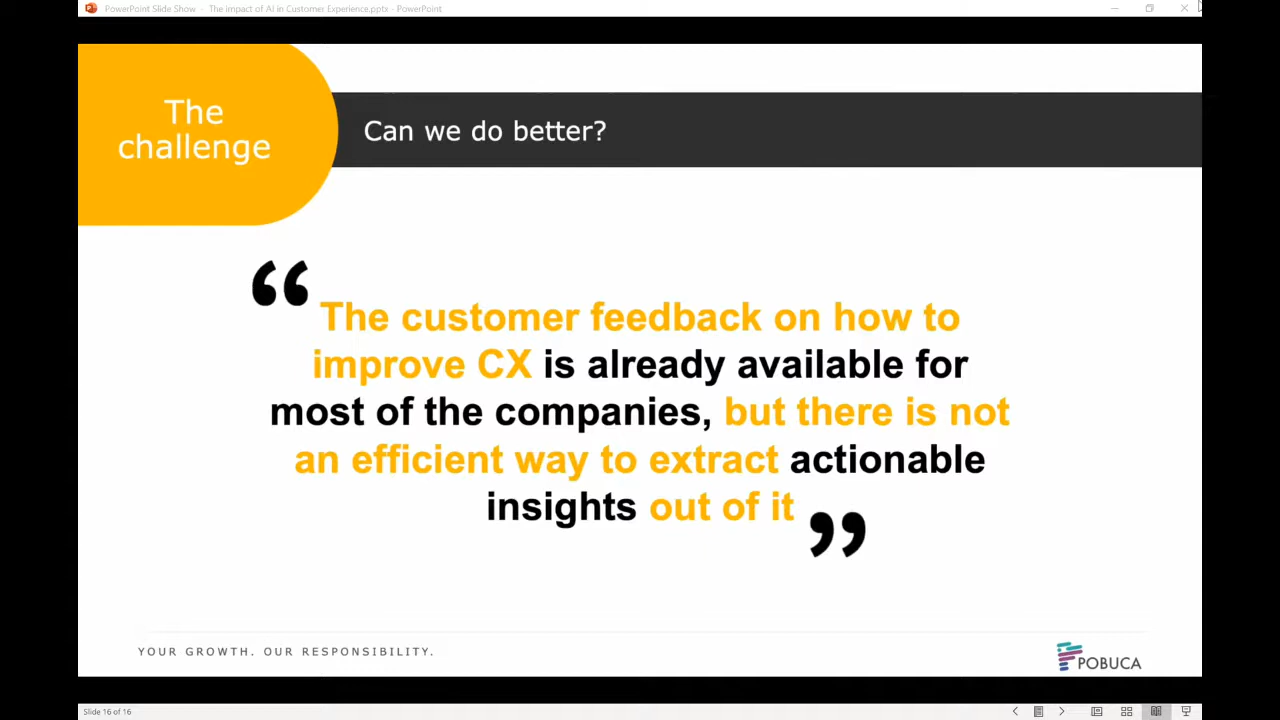 PowerPoint Slide Show - The impact of AI in Customer Experience.pptx - PowerPoint
The
challenge
Can we do better?
“
The customer feedback on how to
improve CX is already available for
most of the companies, but there is not
an efficient way to extract actionable
insights out of it
”
YOUR GROWTH. OUR RESPONSIBILITY.
POBUCA
Slide 16 of 16